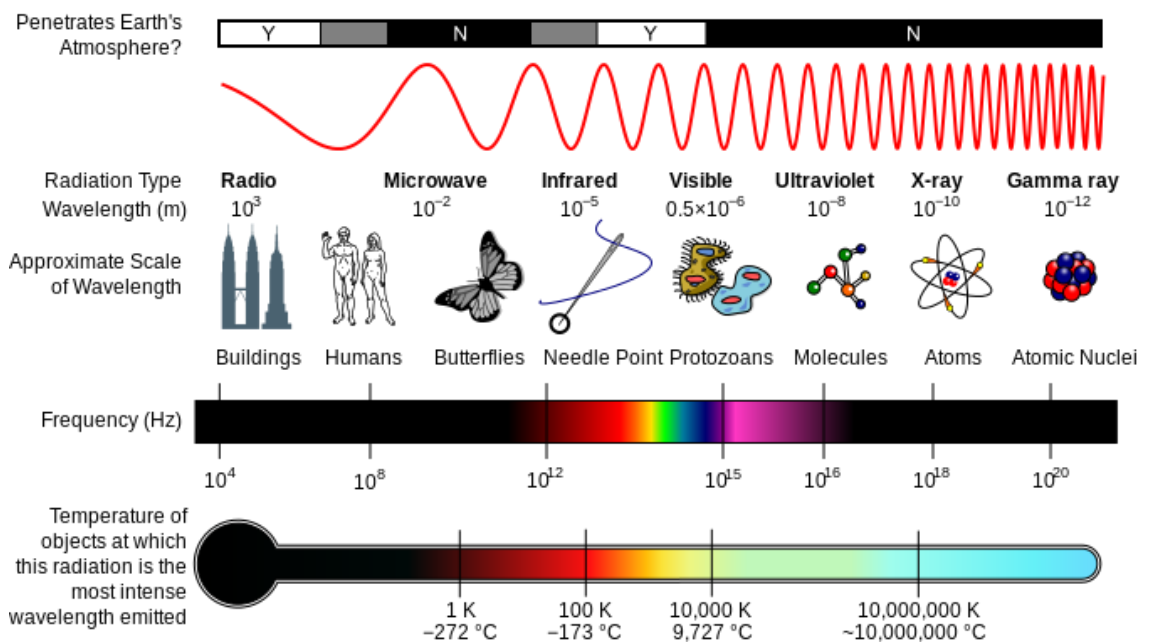 Penetrates Earth's
Atmosphere?
Y N Y N
Radiation Type Radio Microwave Infrared Visible Ultraviolet X-ray Gamma ray
Wavelength (m) 10³ 10⁻² 10⁻⁵ 0.5×10⁻⁶ 10⁻⁸ 10⁻¹⁰ 10⁻¹²
Approximate Scale
of Wavelength
Buildings Humans Butterflies Needle Point Protozoans Molecules Atoms Atomic Nuclei
Frequency (Hz)
10⁴ 10⁸ 10¹² 10¹⁵ 10¹⁶ 10¹⁸ 10²⁰
Temperature of
objects at which
this radiation is the
most intense
wavelength emitted
1 K 100 K 10,000 K 10,000,000 K
−272 °C −173 °C 9,727 °C ~10,000,000 °C